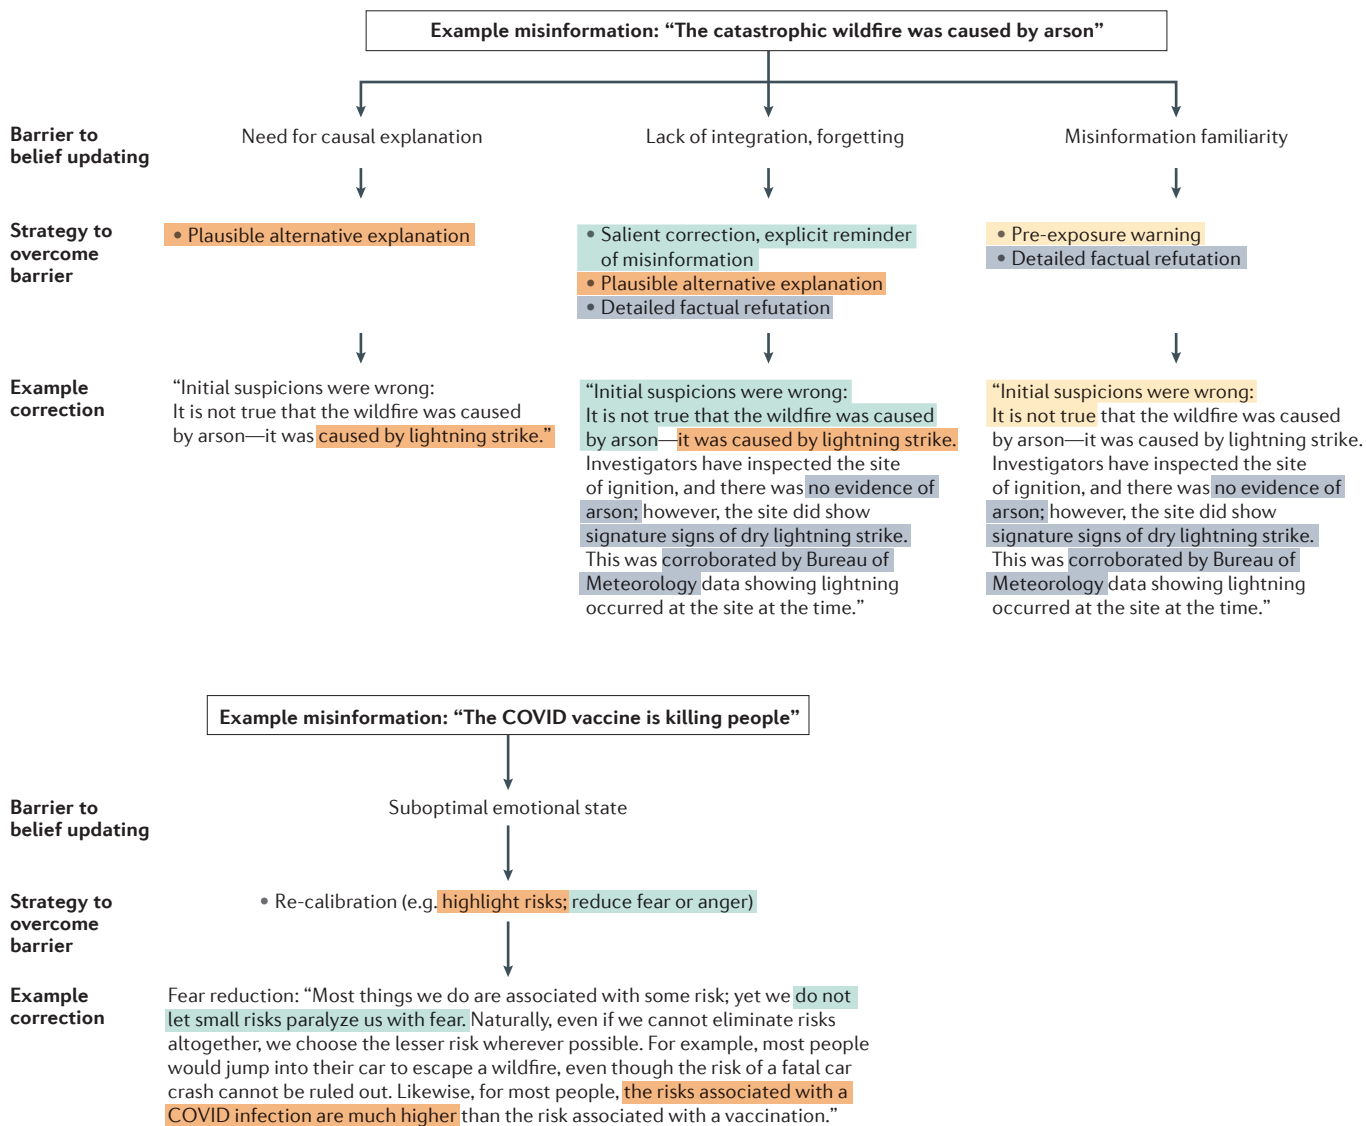 Example misinformation: “The catastrophic wildfire was caused by arson”
Barrier to
belief updating
Need for causal explanation
Lack of integration, forgetting
Misinformation familiarity
Strategy to
overcome
barrier
• Plausible alternative explanation
• Salient correction, explicit reminder
of misinformation
• Plausible alternative explanation
• Detailed factual refutation
• Pre-exposure warning
• Detailed factual refutation
Example
correction
“Initial suspicions were wrong:
It is not true that the wildfire was caused
by arson—it was caused by lightning strike.”
“Initial suspicions were wrong:
It is not true that the wildfire was caused
by arson—it was caused by lightning strike.
Investigators have inspected the site
of ignition, and there was no evidence of
arson; however, the site did show
signature signs of dry lightning strike.
This was corroborated by Bureau of
Meteorology data showing lightning
occurred at the site at the time.”
“Initial suspicions were wrong:
It is not true that the wildfire was caused
by arson—it was caused by lightning strike.
Investigators have inspected the site
of ignition, and there was no evidence of
arson; however, the site did show
signature signs of dry lightning strike.
This was corroborated by Bureau of
Meteorology data showing lightning
occurred at the site at the time.”
Example misinformation: “The COVID vaccine is killing people”
Barrier to
belief updating
Suboptimal emotional state
Strategy to
overcome
barrier
• Re-calibration (e.g. highlight risks; reduce fear or anger)
Example
correction
Fear reduction: “Most things we do are associated with some risk; yet we do not
let small risks paralyze us with fear. Naturally, even if we cannot eliminate risks
altogether, we choose the lesser risk wherever possible. For example, most people
would jump into their car to escape a wildfire, even though the risk of a fatal car
crash cannot be ruled out. Likewise, for most people, the risks associated with a
COVID infection are much higher than the risk associated with a vaccination.”